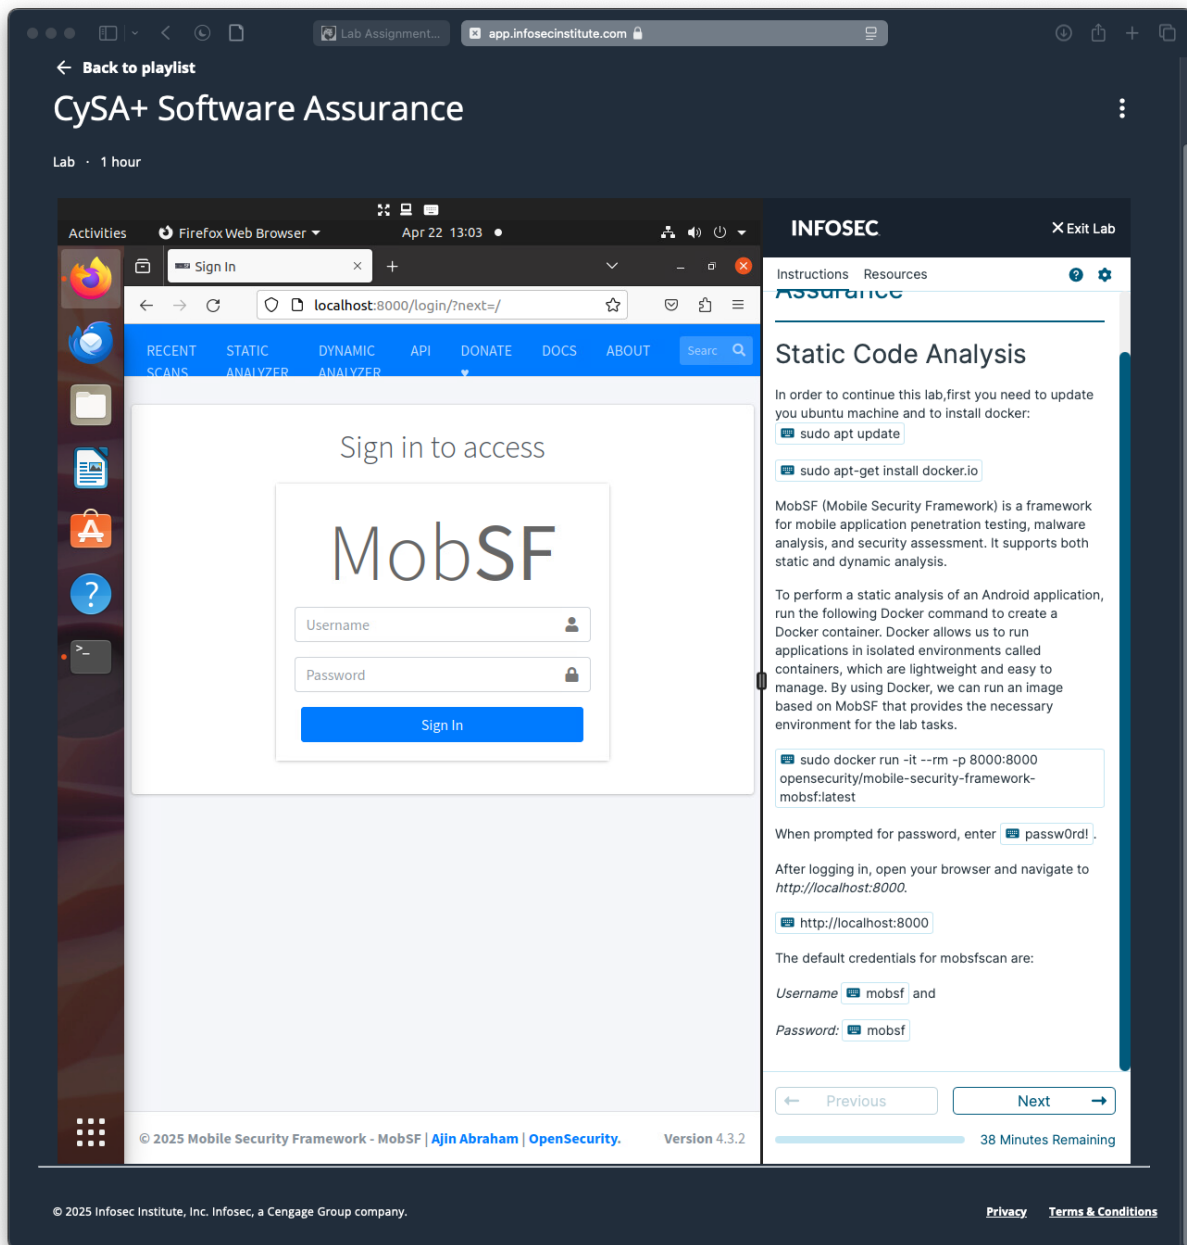 Lab Assignment...
app.infosecinstitute.com
Back to playlist
CySA+ Software Assurance
Lab · 1 hour
Activities
Firefox Web Browser
Apr 22 13:03
Sign In
localhost:8000/login/?next=/
RECENT SCANS
STATIC ANALYZER
DYNAMIC ANALYZER
API
DONATE ♥
DOCS
ABOUT
Searc
Sign in to access
MobSF
Username
Password
Sign In
© 2025 Mobile Security Framework - MobSF | Ajin Abraham | OpenSecurity.
Version 4.3.2
INFOSEC
Exit Lab
Instructions
Resources
Assurance
Static Code Analysis
In order to continue this lab,first you need to update
you ubuntu machine and to install docker:
sudo apt update
sudo apt-get install docker.io
MobSF (Mobile Security Framework) is a framework
for mobile application penetration testing, malware
analysis, and security assessment. It supports both
static and dynamic analysis.
To perform a static analysis of an Android application,
run the following Docker command to create a
Docker container. Docker allows us to run
applications in isolated environments called
containers, which are lightweight and easy to
manage. By using Docker, we can run an image
based on MobSF that provides the necessary
environment for the lab tasks.
sudo docker run -it --rm -p 8000:8000
opensecurity/mobile-security-framework-
mobsf:latest
When prompted for password, enter passw0rd! .
After logging in, open your browser and navigate to
http://localhost:8000.
http://localhost:8000
The default credentials for mobsfscan are:
Username mobsf and
Password: mobsf
Previous
Next
38 Minutes Remaining
© 2025 Infosec Institute, Inc. Infosec, a Cengage Group company.
Privacy
Terms & Conditions